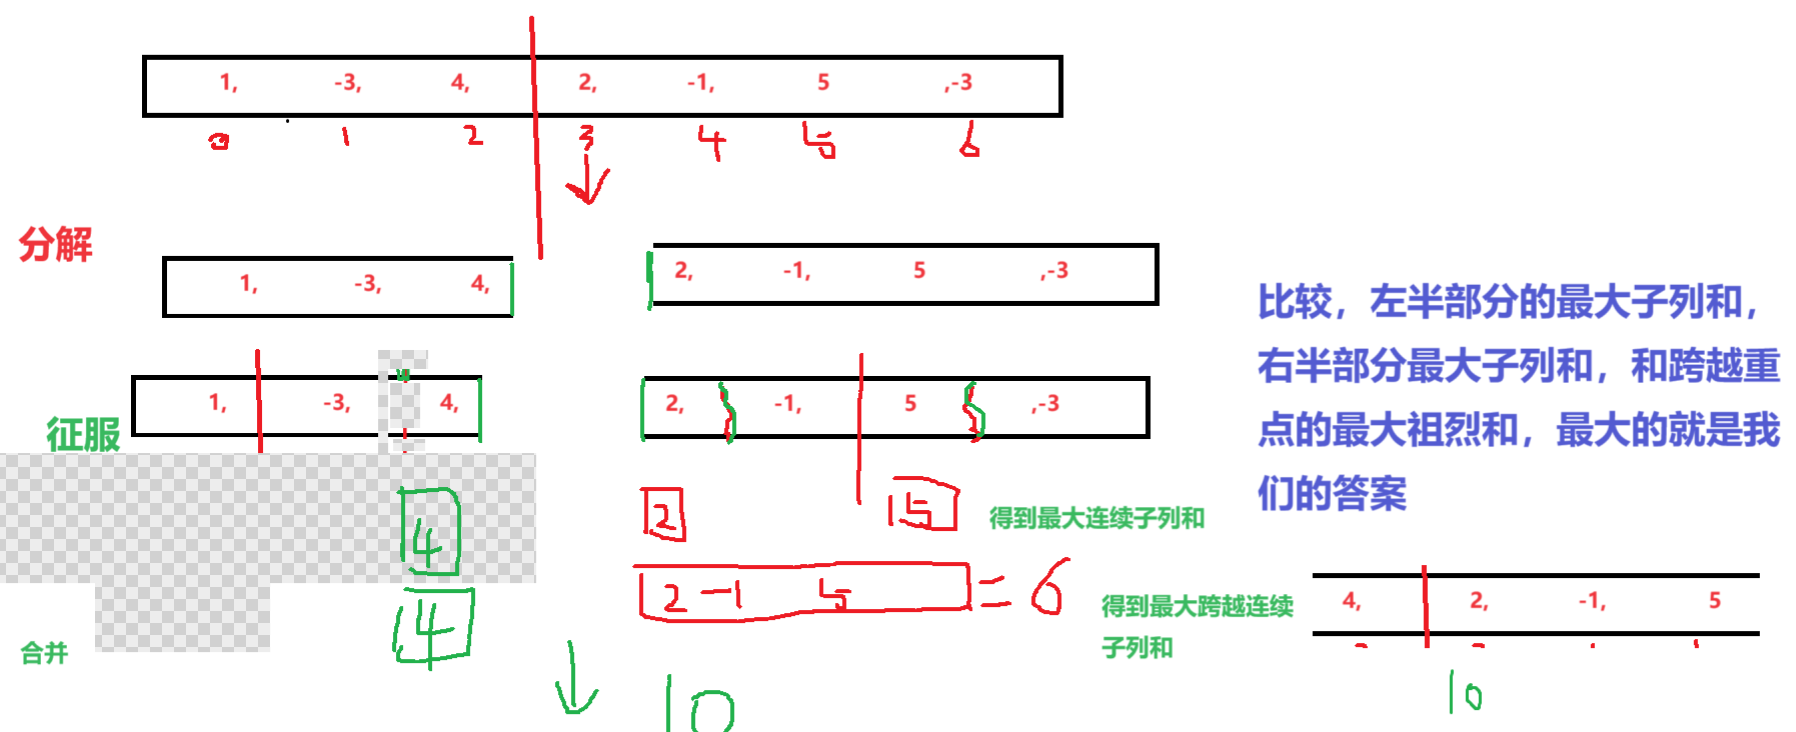 1, -3, 4, 2, -1, 5 ,-3
0 1 2 3 4 5 6
分解
1, -3, 4,
2, -1, 5 ,-3
征服
1, -3, 4,
2, -1, 5 ,-3
4
2
5
得到最大连续子列和
4
2 -1 5 = 6
得到最大跨越连续
子列和
合并
10
比较，左半部分的最大子列和，
右半部分最大子列和，和跨越重
点的最大祖烈和，最大的就是我
们的答案
4, 2, -1, 5
10